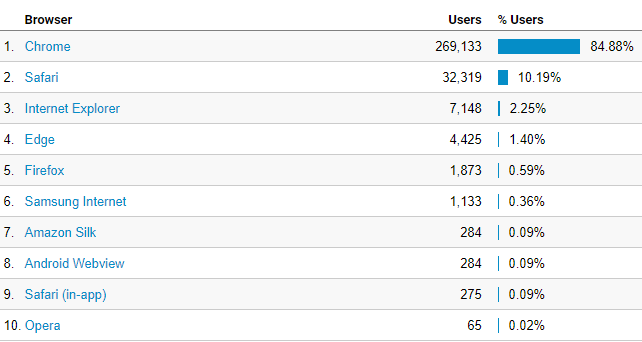 Browser Users % Users
1. Chrome 269,133 84.88%
2. Safari 32,319 10.19%
3. Internet Explorer 7,148 2.25%
4. Edge 4,425 1.40%
5. Firefox 1,873 0.59%
6. Samsung Internet 1,133 0.36%
7. Amazon Silk 284 0.09%
8. Android Webview 284 0.09%
9. Safari (in-app) 275 0.09%
10. Opera 65 0.02%